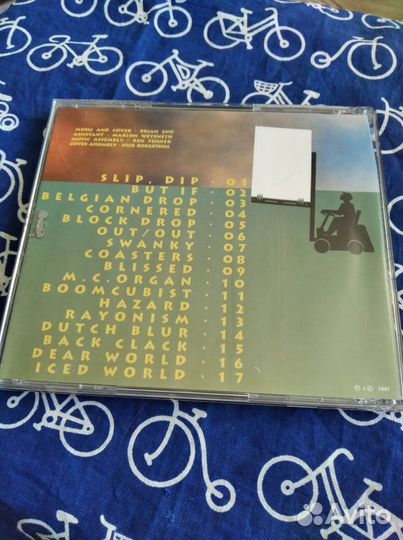 MUSIC AND COVER · BRIAN ENO
ASSISTANT · MARLON WEYENETH
MUSIC ASSEMBLY · BEN FENNER
COVER ASSEMBLY · NICK ROBERTSON
SLIP, DIP · 01
BUT IF · 02
BELGIAN DROP · 03
CORNERED · 04
BLOCK DROP · 05
OUT/OUT · 06
SWANKY · 07
COASTERS · 08
BLISSED · 09
M.C. ORGAN · 10
BOOMCUBIST · 11
HAZARD · 12
RAYONISM · 13
DUTCH BLUR · 14
BACK CLACK · 15
DEAR WORLD · 16
ICED WORLD · 17
℗ & © 1997
Avito